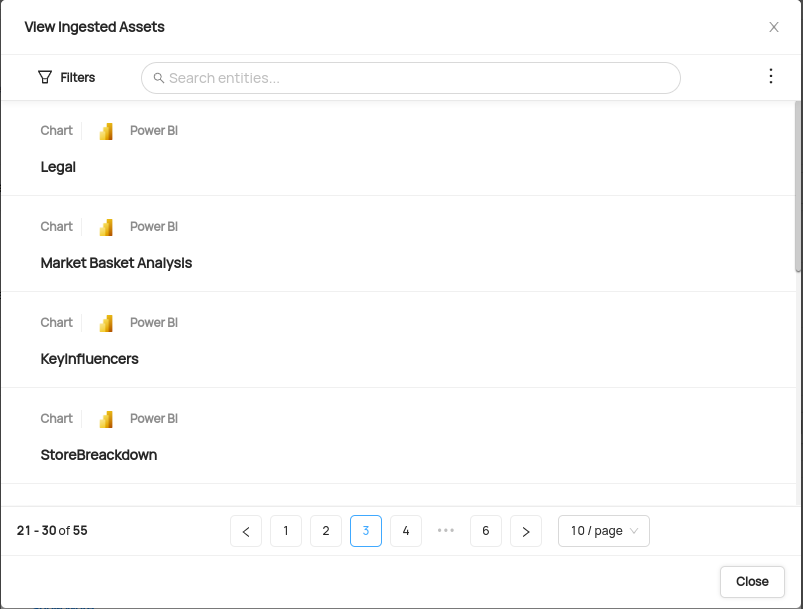 View Ingested Assets
Filters
Search entities...
Chart Power BI
Legal
Chart Power BI
Market Basket Analysis
Chart Power BI
KeyInfluencers
Chart Power BI
StoreBreackdown
21 - 30 of 55
1 2 3 4 ••• 6
10 / page
Close